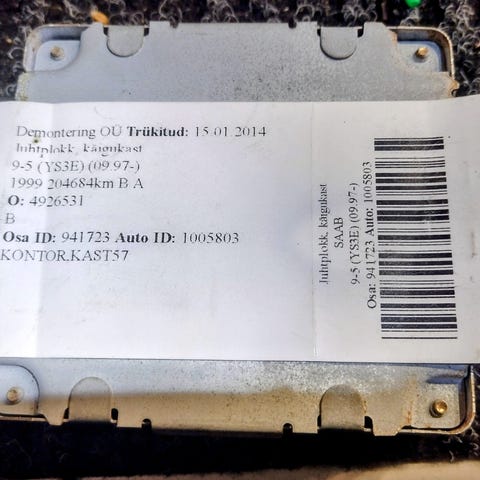 Demontering OÜ Trükitud: 15.01.2014
Juhtplokk, käigukast
9-5 (YS3E) (09.97-)
1999 204684km B A
O: 4926531
B
Osa ID: 941723 Auto ID: 1005803
KONTOR.KAST57
Juhtplokk, käigukast
SAAB
9-5 (YS3E) (09.97-)
Osa: 941723 Auto: 1005803